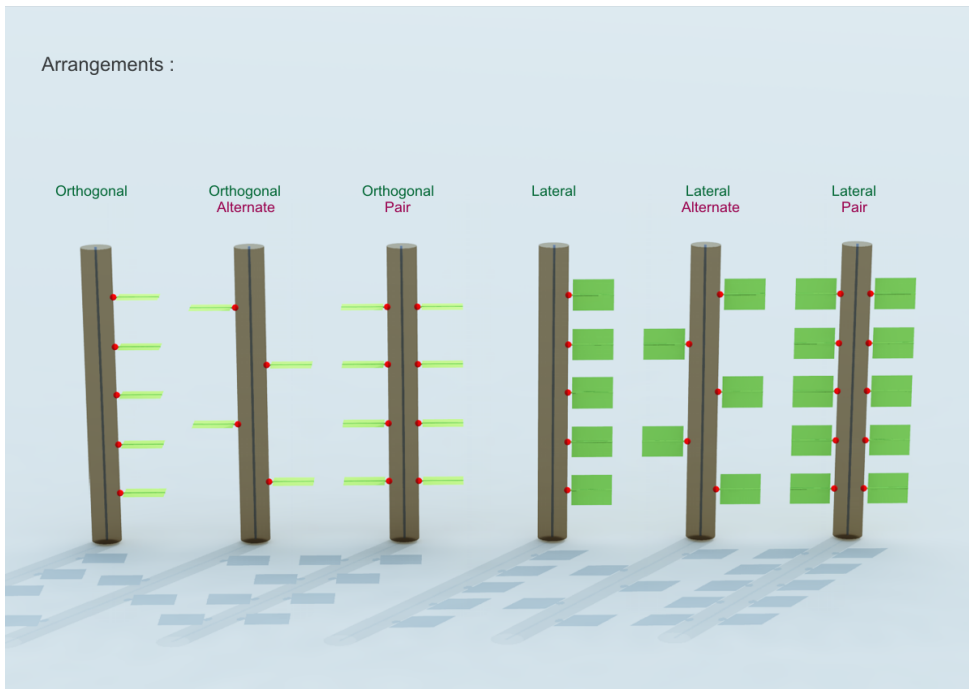 Arrangements :
Orthogonal
Orthogonal
Alternate
Orthogonal
Pair
Lateral
Lateral
Alternate
Lateral
Pair